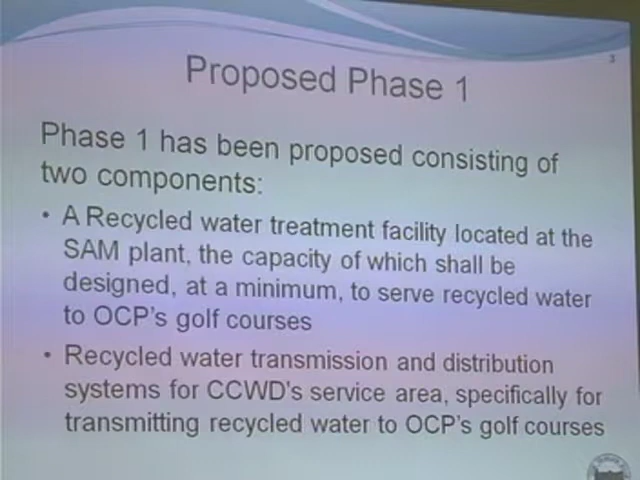 3
Proposed Phase 1
Phase 1 has been proposed consisting of
two components:
• A Recycled water treatment facility located at the
SAM plant, the capacity of which shall be
designed, at a minimum, to serve recycled water
to OCP's golf courses
• Recycled water transmission and distribution
systems for CCWD's service area, specifically for
transmitting recycled water to OCP's golf courses